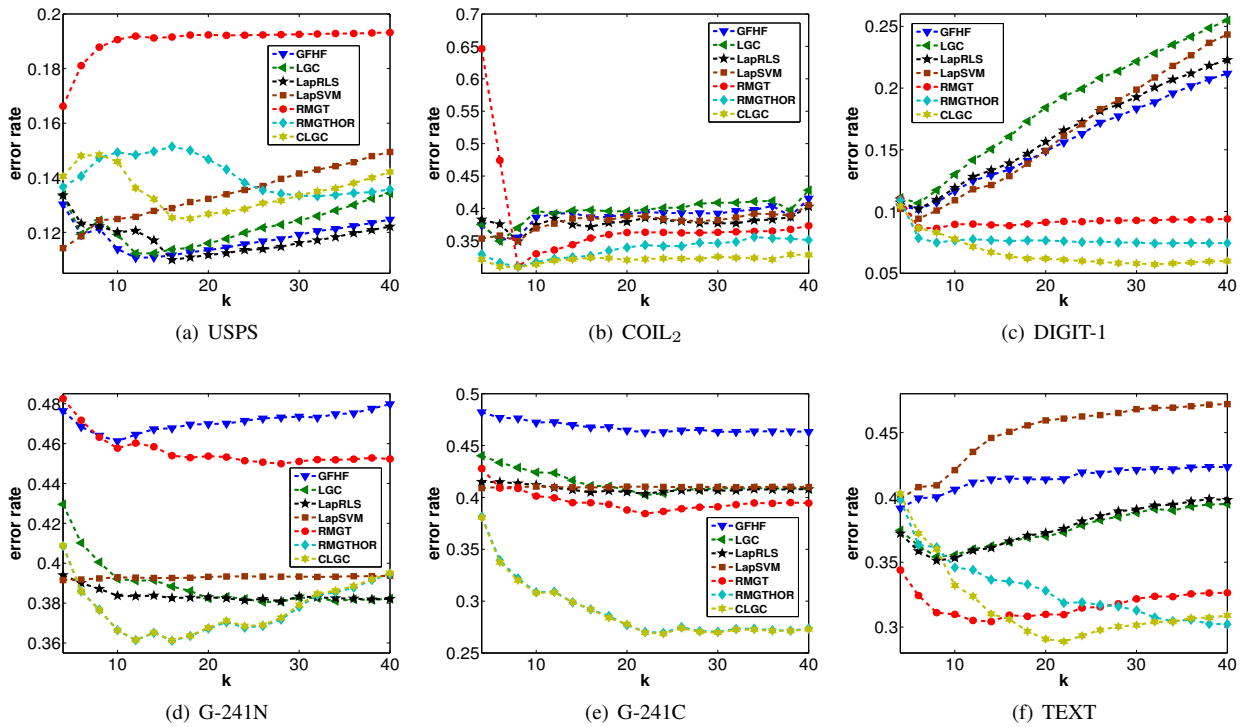 0.2
0.18
0.16
0.14
0.12
error rate
10
20
30
40
k
GFHF
LGC
LapRLS
LapSVM
RMGT
RMGTHOR
CLGC
(a) USPS
0.7
0.65
0.6
0.55
0.5
0.45
0.4
0.35
error rate
10
20
30
40
k
GFHF
LGC
LapRLS
LapSVM
RMGT
RMGTHOR
CLGC
(b) COIL₂
0.25
0.2
0.15
0.1
0.05
error rate
10
20
30
40
k
GFHF
LGC
LapRLS
LapSVM
RMGT
RMGTHOR
CLGC
(c) DIGIT-1
0.48
0.46
0.44
0.42
0.4
0.38
0.36
error rate
10
20
30
40
k
GFHF
LGC
LapRLS
LapSVM
RMGT
RMGTHOR
CLGC
(d) G-241N
0.5
0.45
0.4
0.35
0.3
0.25
error rate
10
20
30
40
k
GFHF
LGC
LapRLS
LapSVM
RMGT
RMGTHOR
CLGC
(e) G-241C
0.45
0.4
0.35
0.3
error rate
10
20
30
40
k
(f) TEXT